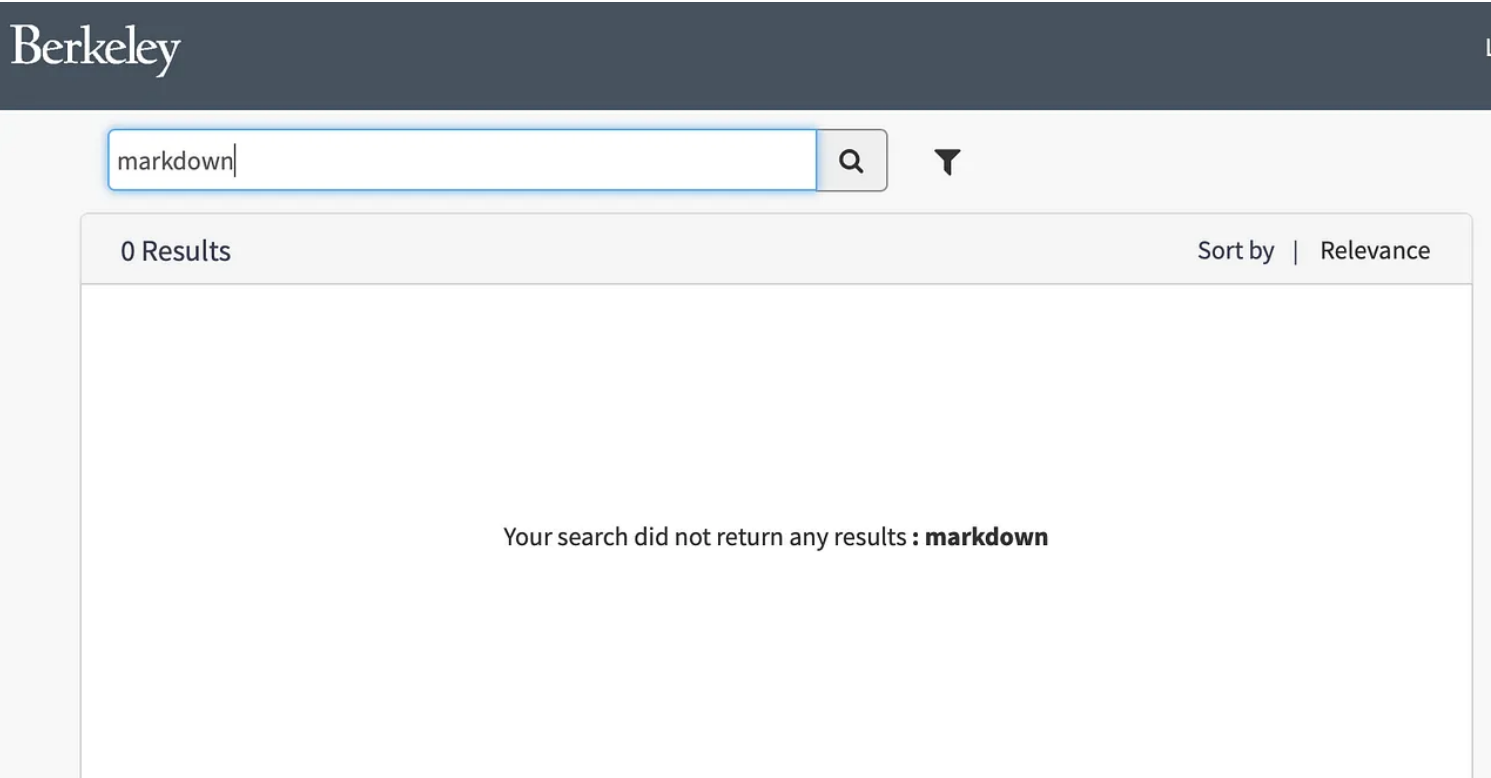 Berkeley
L
markdown
0 Results
Sort by | Relevance
Your search did not return any results : markdown